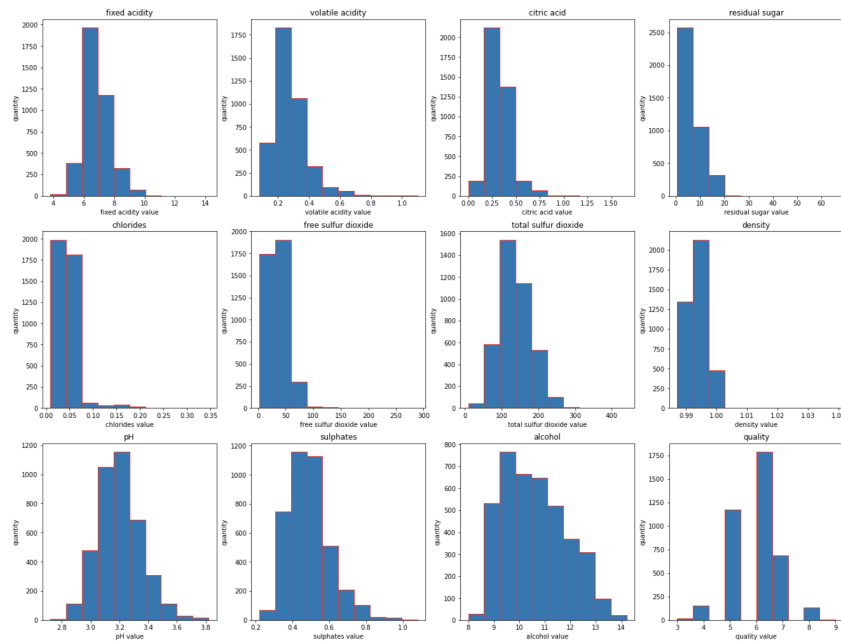 fixed acidity
quantity
2000
1750
1500
1250
1000
750
500
250
0
4 6 8 10 12 14
fixed acidity value
volatile acidity
quantity
1750
1500
1250
1000
750
500
250
0
0.2 0.4 0.6 0.8 1.0
volatile acidity value
citric acid
quantity
2000
1750
1500
1250
1000
750
500
250
0
0.00 0.25 0.50 0.75 1.00 1.25 1.50
citric acid value
residual sugar
quantity
2500
2000
1500
1000
500
0
0 10 20 30 40 50 60
residual sugar value
chlorides
quantity
2000
1750
1500
1250
1000
750
500
250
0
0.00 0.05 0.10 0.15 0.20 0.25 0.30 0.35
chlorides value
free sulfur dioxide
quantity
2000
1750
1500
1250
1000
750
500
250
0
0 50 100 150 200 250 300
free sulfur dioxide value
total sulfur dioxide
quantity
1600
1400
1200
1000
800
600
400
200
0
0 100 200 300 400
total sulfur dioxide value
density
quantity
2000
1750
1500
1250
1000
750
500
250
0
0.99 1.00 1.01 1.02 1.03
density value
pH
quantity
1200
1000
800
600
400
200
0
2.8 3.0 3.2 3.4 3.6 3.8
pH value
sulphates
quantity
1200
1000
800
600
400
200
0
0.2 0.4 0.6 0.8 1.0
sulphates value
alcohol
quantity
800
700
600
500
400
300
200
100
0
8 9 10 11 12 13 14
alcohol value
quality
quantity
1750
1500
1250
1000
750
500
250
0
3 4 5 6 7 8 9
quality value